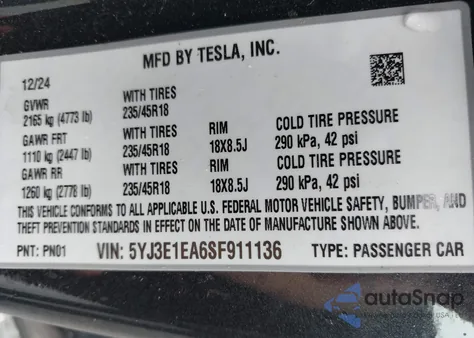 MFD BY TESLA, INC.
12/24
GVWR WITH TIRES
2165 kg (4773 lb) 235/45R18
GAWR FRT WITH TIRES RIM COLD TIRE PRESSURE
1110 kg (2447 lb) 235/45R18 18X8.5J 290 kPa, 42 psi
GAWR RR WITH TIRES RIM COLD TIRE PRESSURE
1260 kg (2778 lb) 235/45R18 18X8.5J 290 kPa, 42 psi
THIS VEHICLE CONFORMS TO ALL APPLICABLE U.S. FEDERAL MOTOR VEHICLE SAFETY, BUMPER, AND
THEFT PREVENTION STANDARDS IN EFFECT ON THE DATE OF MANUFACTURE SHOWN ABOVE.
PNT: PN01 VIN: 5YJ3E1EA6SF911136 TYPE: PASSENGER CAR
autoSnap